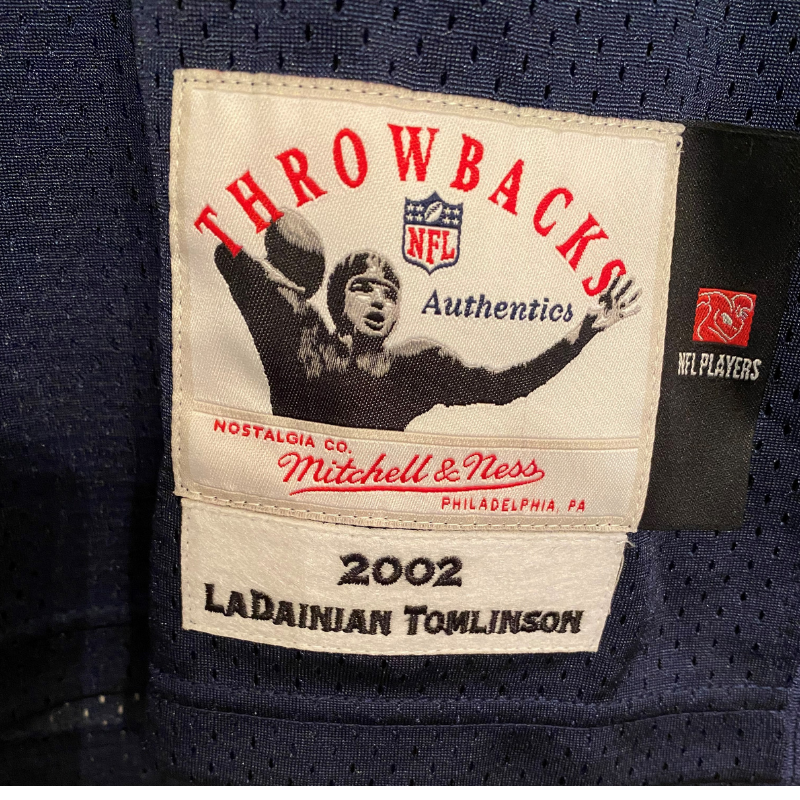 THROWBACKS
NFL
Authentics
NFL PLAYERS
NOSTALGIA CO.
Mitchell & Ness
PHILADELPHIA, PA
2002
LADAINIAN TOMLINSON